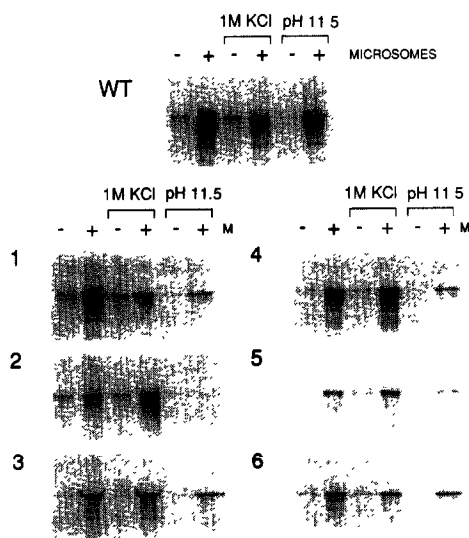 1M KCl pH 11 5
- + - + - + MICROSOMES
WT
1M KCl pH 11.5
- + - + - + M
1
2
3
1M KCl pH 11 5
- + - + - + M
4
5
6